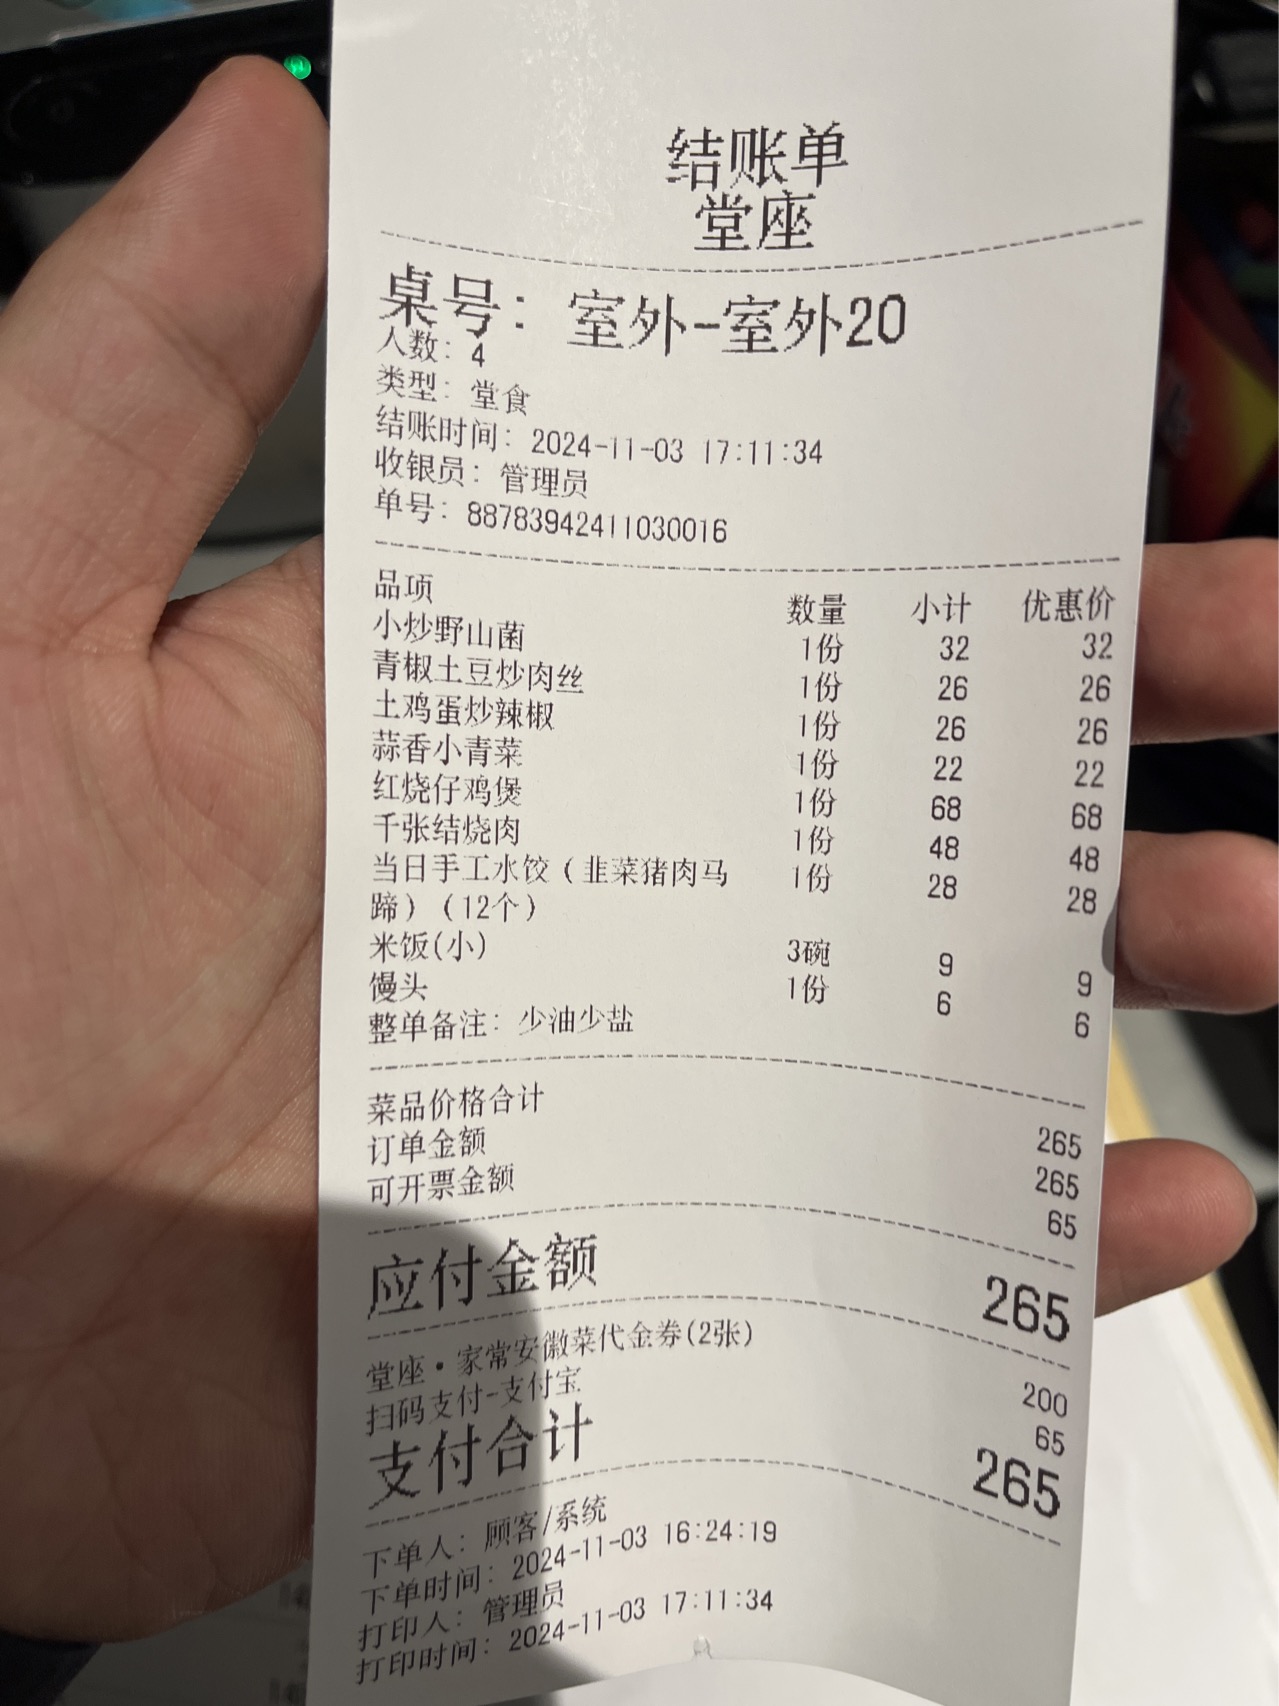 结账单
堂座
桌号：室外-室外20
人数：4
类型：堂食
结账时间：2024-11-03 17:11:34
收银员：管理员
单号：88783942411030016
品项 数量 小计 优惠价
小炒野山菌 1份 32 32
青椒土豆炒肉丝 1份 26 26
土鸡蛋炒辣椒 1份 26 26
蒜香小青菜 1份 22 22
红烧仔鸡煲 1份 68 68
千张结烧肉 1份 48 48
当日手工水饺（韭菜猪肉马 1份 28 28
蹄）（12个）
米饭(小) 3碗 9 9
馒头 1份 6 6
整单备注：少油少盐
菜品价格合计 265
订单金额 265
可开票金额 65
应付金额 265
堂座·家常安徽菜代金券(2张) 200
扫码支付-支付宝 65
支付合计 265
下单人：顾客/系统
下单时间：2024-11-03 16:24:19
打印人：管理员
打印时间：2024-11-03 17:11:34